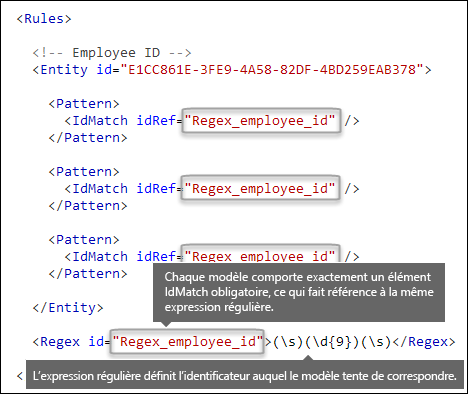 <Rules>
<!-- Employee ID -->
<Entity id="E1CC861E-3FE9-4A58-82DF-4BD259EAB378">
<Pattern>
<IdMatch idRef="Regex_employee_id" />
</Pattern>
<Pattern>
<IdMatch idRef="Regex_employee_id" />
</Pattern>
<Pattern>
<IdMatch idRef="Regex_employee_id" />
</Pattern>
Chaque modèle comporte exactement un élément
IdMatch obligatoire, ce qui fait référence à la même
expression régulière.
</Entity>
<Regex id="Regex_employee_id">(\s)(\d{9})(\s)</Regex>
L'expression régulière définit l'identificateur auquel le modèle tente de correspondre.
<